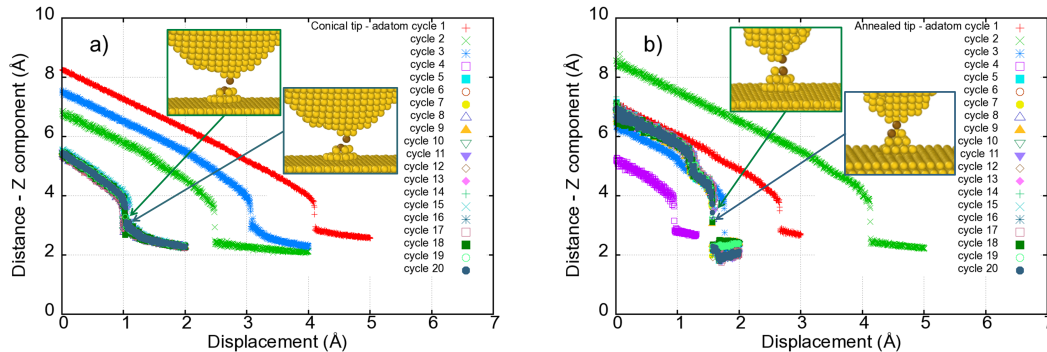 a)
Conical tip - adatom cycle 1
cycle 2
cycle 3
cycle 4
cycle 5
cycle 6
cycle 7
cycle 8
cycle 9
cycle 10
cycle 11
cycle 12
cycle 13
cycle 14
cycle 15
cycle 16
cycle 17
cycle 18
cycle 19
cycle 20
Distance - Z component (Å)
10
8
6
4
2
0
0 1 2 3 4 5 6 7
Displacement (Å)
b)
Annealed tip - adatom cycle 1
cycle 2
cycle 3
cycle 4
cycle 5
cycle 6
cycle 7
cycle 8
cycle 9
cycle 10
cycle 11
cycle 12
cycle 13
cycle 14
cycle 15
cycle 16
cycle 17
cycle 18
cycle 19
cycle 20
Distance - Z component (Å)
10
8
6
4
2
0
0 1 2 3 4 5 6 7
Displacement (Å)